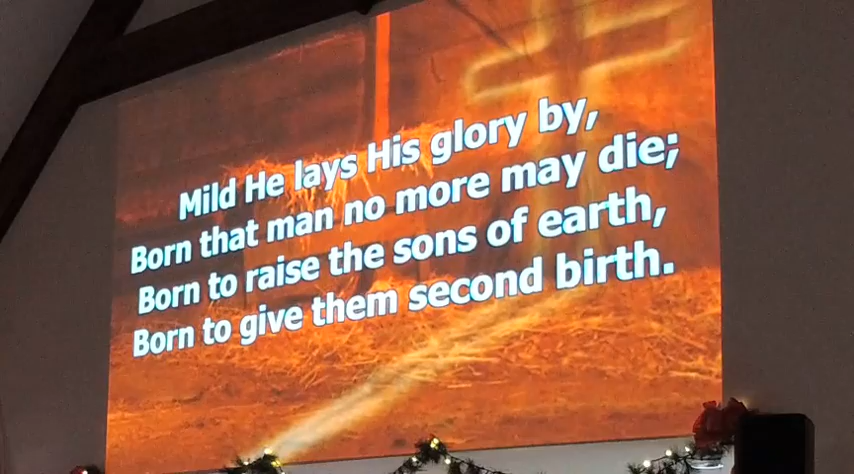 Mild He lays His glory by,
Born that man no more may die;
Born to raise the sons of earth,
Born to give them second birth.